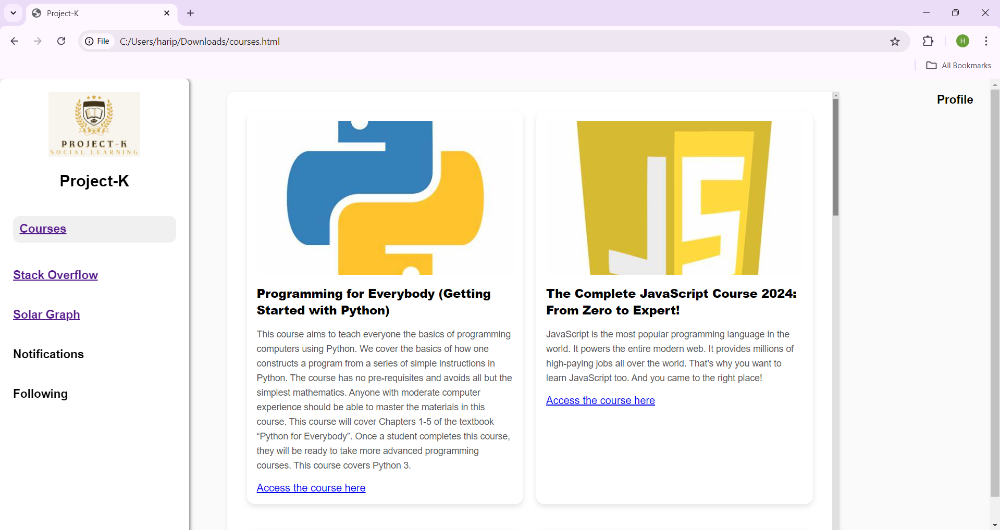 Project-K
File
C:/Users/harip/Downloads/courses.html
H
All Bookmarks
PROJECT-K
SOCIAL LEARNING
Project-K
Courses
Stack Overflow
Solar Graph
Notifications
Following
JS
Programming for Everybody (Getting
Started with Python)
This course aims to teach everyone the basics of programming
computers using Python. We cover the basics of how one
constructs a program from a series of simple instructions in
Python. The course has no pre-requisites and avoids all but the
simplest mathematics. Anyone with moderate computer
experience should be able to master the materials in this
course. This course will cover Chapters 1-5 of the textbook
“Python for Everybody”. Once a student completes this course,
they will be ready to take more advanced programming
courses. This course covers Python 3.
Access the course here
The Complete JavaScript Course 2024:
From Zero to Expert!
JavaScript is the most popular programming language in the
world. It powers the entire modern web. It provides millions of
high-paying jobs all over the world. That's why you want to
learn JavaScript too. And you came to the right place!
Access the course here
Profile